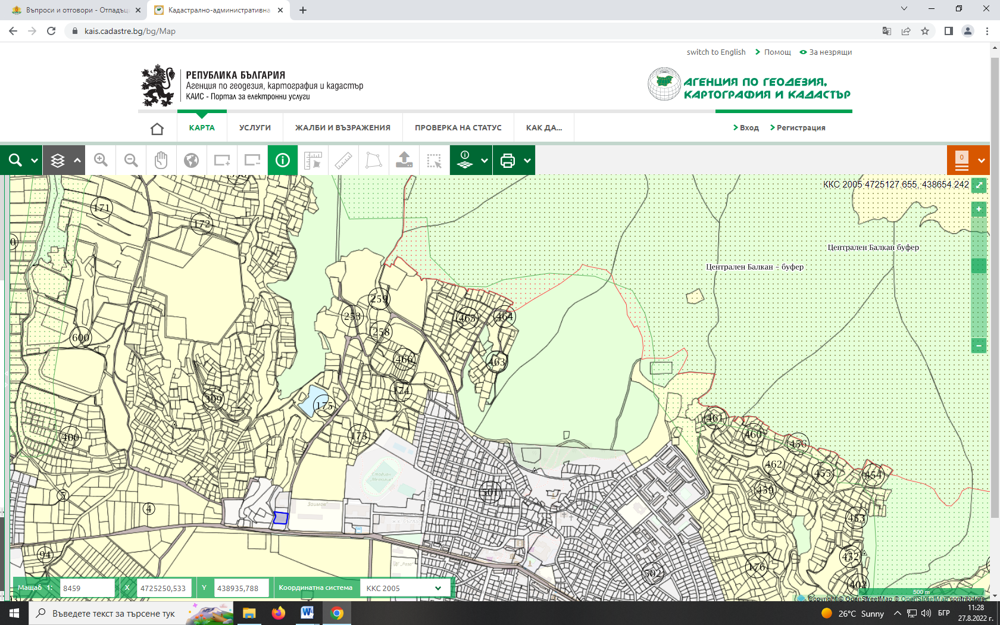 Въпроси и отговори - Отпадъц
Кадастрално-административна
kais.cadastre.bg/bg/Map
switch to English
Помощ
За незрящи
РЕПУБЛИКА БЪЛГАРИЯ
Агенция по геодезия, картография и кадастър
КАИС - Портал за електронни услуги
АГЕНЦИЯ ПО ГЕОДЕЗИЯ,
КАРТОГРАФИЯ И КАДАСТЪР
КАРТА
УСЛУГИ
ЖАЛБИ И ВЪЗРАЖЕНИЯ
ПРОВЕРКА НА СТАТУС
КАК ДА...
Вход
Регистрация
0
ККС 2005 4725127.655, 438654.242
171
172
Централен Балкан буфер
Централен Балкан – буфер
259
253
258
465
464
600
466
463
174
399
175
400
173
461
460
456
462
455
454
459
501
5
4
Зоимов
Стадион
"Металик"
453
94
ДГ „Роза"
452
176
502
402
Мащаб 1:
8459
X
4725250,533
Y
438935,788
Координатна система
ККС 2005
500 m
Copyright © OpenStreetMap © OpenStreetMap contributors
Въведете текст за търсене тук
26°C Sunny
БГР
11:28
27.8.2022 г.